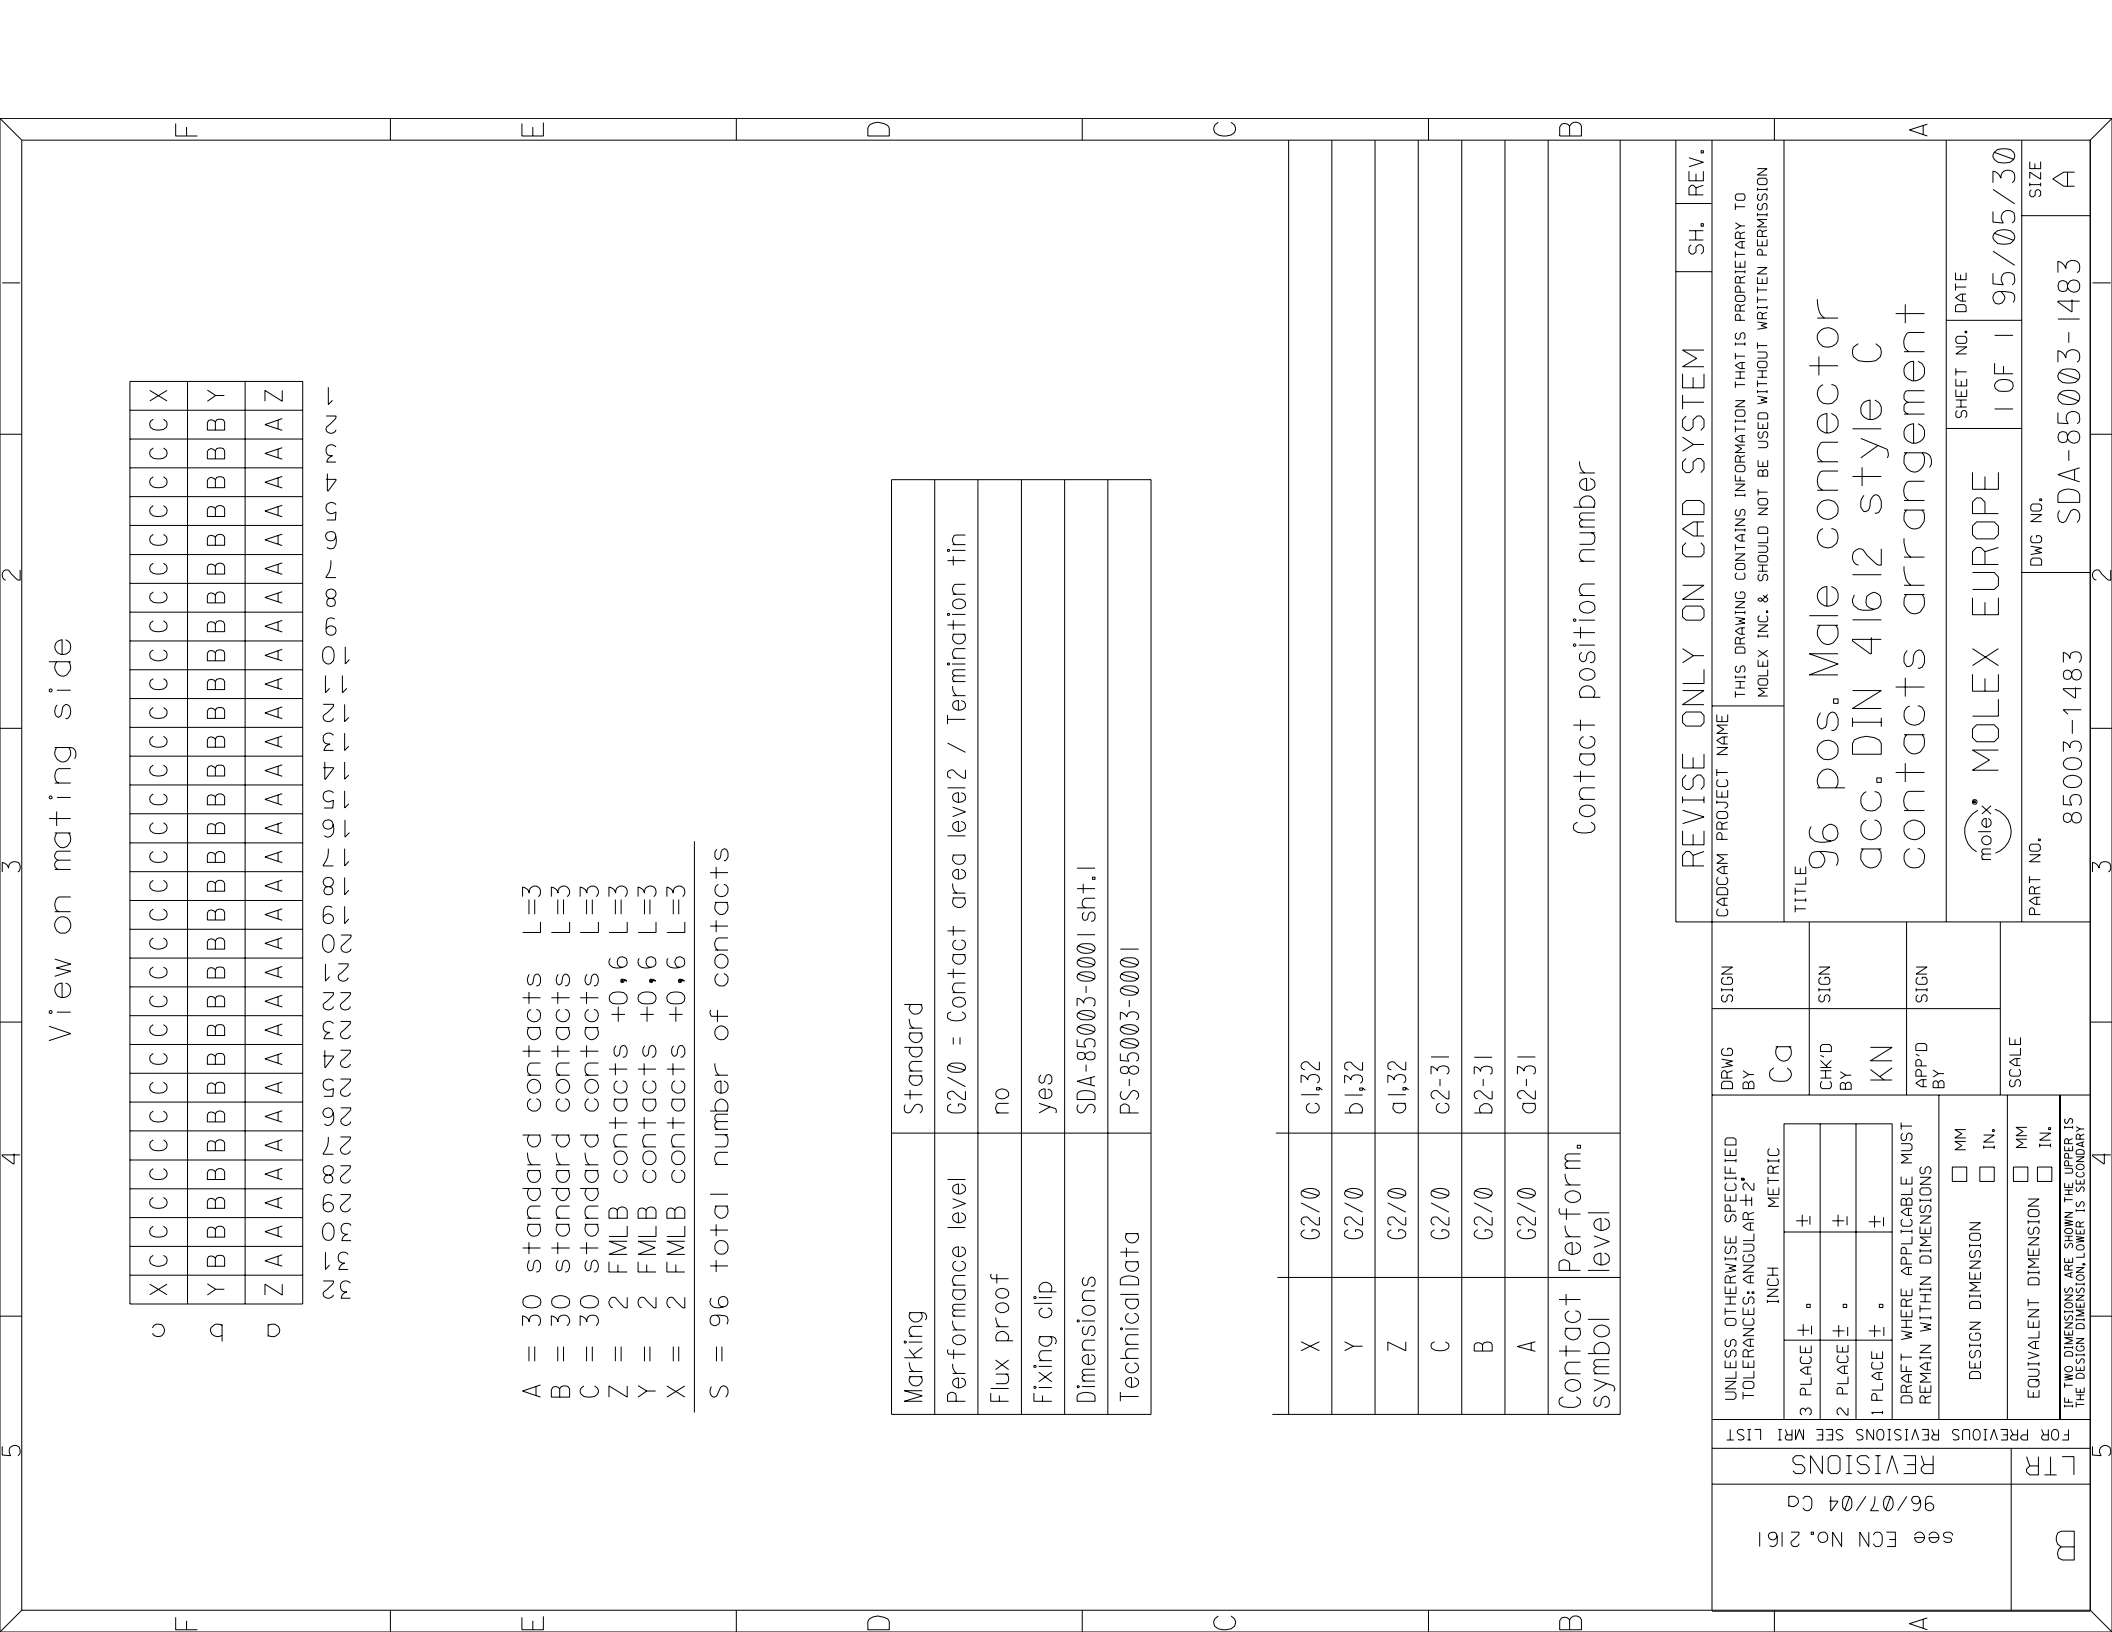 View on mating side
c X C C C C C C C C C C C C C C C C C C C C C C C C C C C C C C X
b Y B B B B B B B B B B B B B B B B B B B B B B B B B B B B B B Y
a Z A A A A A A A A A A A A A A A A A A A A A A A A A A A A A A Z
32 31 30 29 28 27 26 25 24 23 22 21 20 19 18 17 16 15 14 13 12 11 10 9 8 7 6 5 4 3 2 1
A = 30 standard contacts L=3
B = 30 standard contacts L=3
C = 30 standard contacts L=3
Z = 2 FMLB contacts +0,6 L=3
Y = 2 FMLB contacts +0,6 L=3
X = 2 FMLB contacts +0,6 L=3
S = 96 total number of contacts
Marking Standard
Performance level G2/0 = Contact area level2 / Termination tin
Flux proof no
Fixing clip yes
Dimensions SDA-85003-0001 sht.1
Technical Data PS-85003-0001
X G2/0 c1,32
Y G2/0 b1,32
Z G2/0 a1,32
C G2/0 c2-31
B G2/0 b2-31
A G2/0 a2-31
Contact symbol Perform. level Contact position number
REVISE ONLY ON CAD SYSTEM SH. REV.
CADCAM PROJECT NAME
THIS DRAWING CONTAINS INFORMATION THAT IS PROPRIETARY TO
MOLEX INC. & SHOULD NOT BE USED WITHOUT WRITTEN PERMISSION
TITLE
96 pos. Male connector
acc. DIN 41612 style C
contacts arrangement
molex® MOLEX EUROPE
SHEET NO. 1 OF 1
DATE 95/05/30
PART NO. 85003-1483
DWG NO. SDA-85003-1483
SIZE A
DRWG BY Ca SIGN
CHK'D BY KN SIGN
APP'D BY SIGN
SCALE
UNLESS OTHERWISE SPECIFIED
TOLERANCES: ANGULAR ±2°
INCH METRIC
3 PLACE ± . ±
2 PLACE ± . ±
1 PLACE ± . ±
DRAFT WHERE APPLICABLE MUST
REMAIN WITHIN DIMENSIONS
DESIGN DIMENSION MM IN.
EQUIVALENT DIMENSION MM IN.
IF TWO DIMENSIONS ARE SHOWN THE UPPER IS
THE DESIGN DIMENSION, LOWER IS SECONDARY
FOR PREVIOUS REVISIONS SEE MRI LIST
LTR REVISIONS
B see ECN No. 2161
96/07/04 Ca
5 4 3 2 1
F E D C B A
F E D C B A
5 4 3 2 1